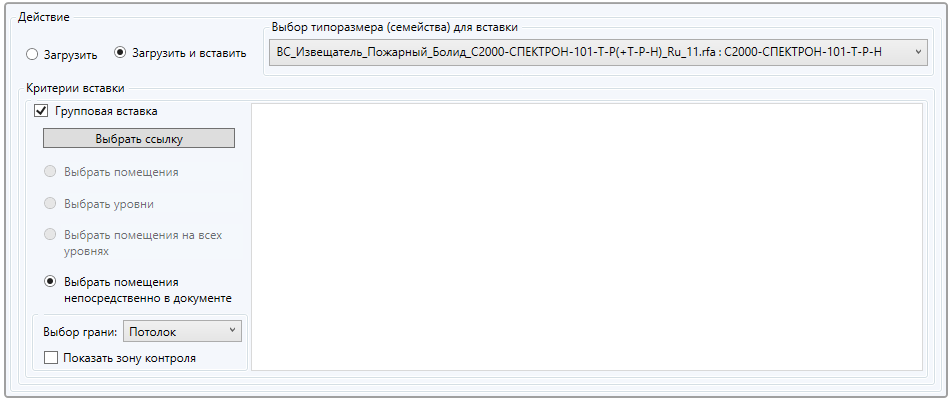 Действие
Выбор типоразмера (семейства) для вставки
Загрузить
Загрузить и вставить
ВС_Извещатель_Пожарный_Болид_С2000-СПЕКТРОН-101-Т-Р(+Т-Р-Н)_Ru_11.rfa : С2000-СПЕКТРОН-101-Т-Р-Н
Критерии вставки
Групповая вставка
Выбрать ссылку
Выбрать помещения
Выбрать уровни
Выбрать помещения на всех
уровнях
Выбрать помещения
непосредственно в документе
Выбор грани: Потолок
Показать зону контроля